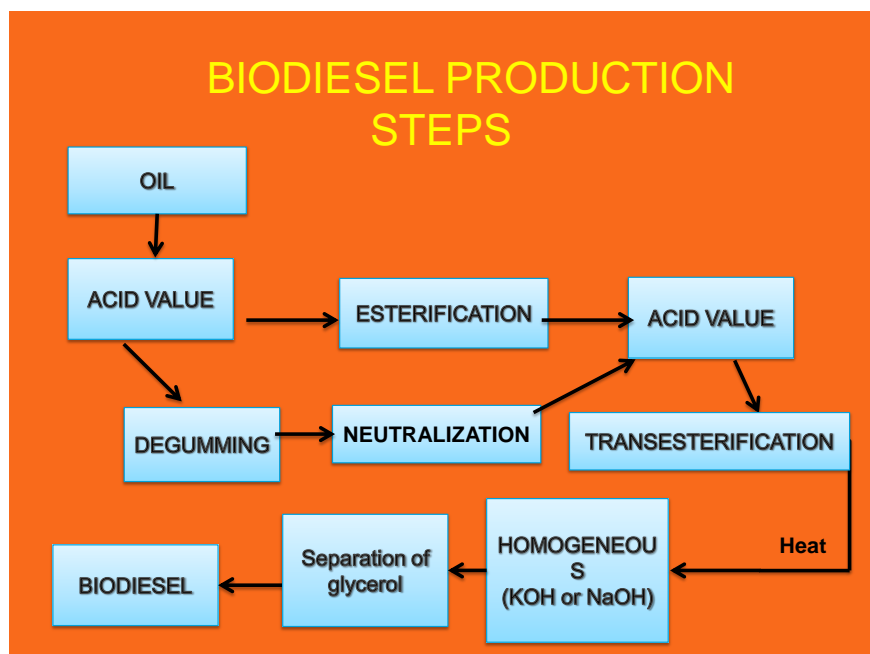 BIODIESEL PRODUCTION
STEPS
OIL
ACID VALUE
ESTERIFICATION
ACID VALUE
DEGUMMING
NEUTRALIZATION
TRANSESTERIFICATION
Heat
HOMOGENEOU
S
(KOH or NaOH)
Separation of
glycerol
BIODIESEL